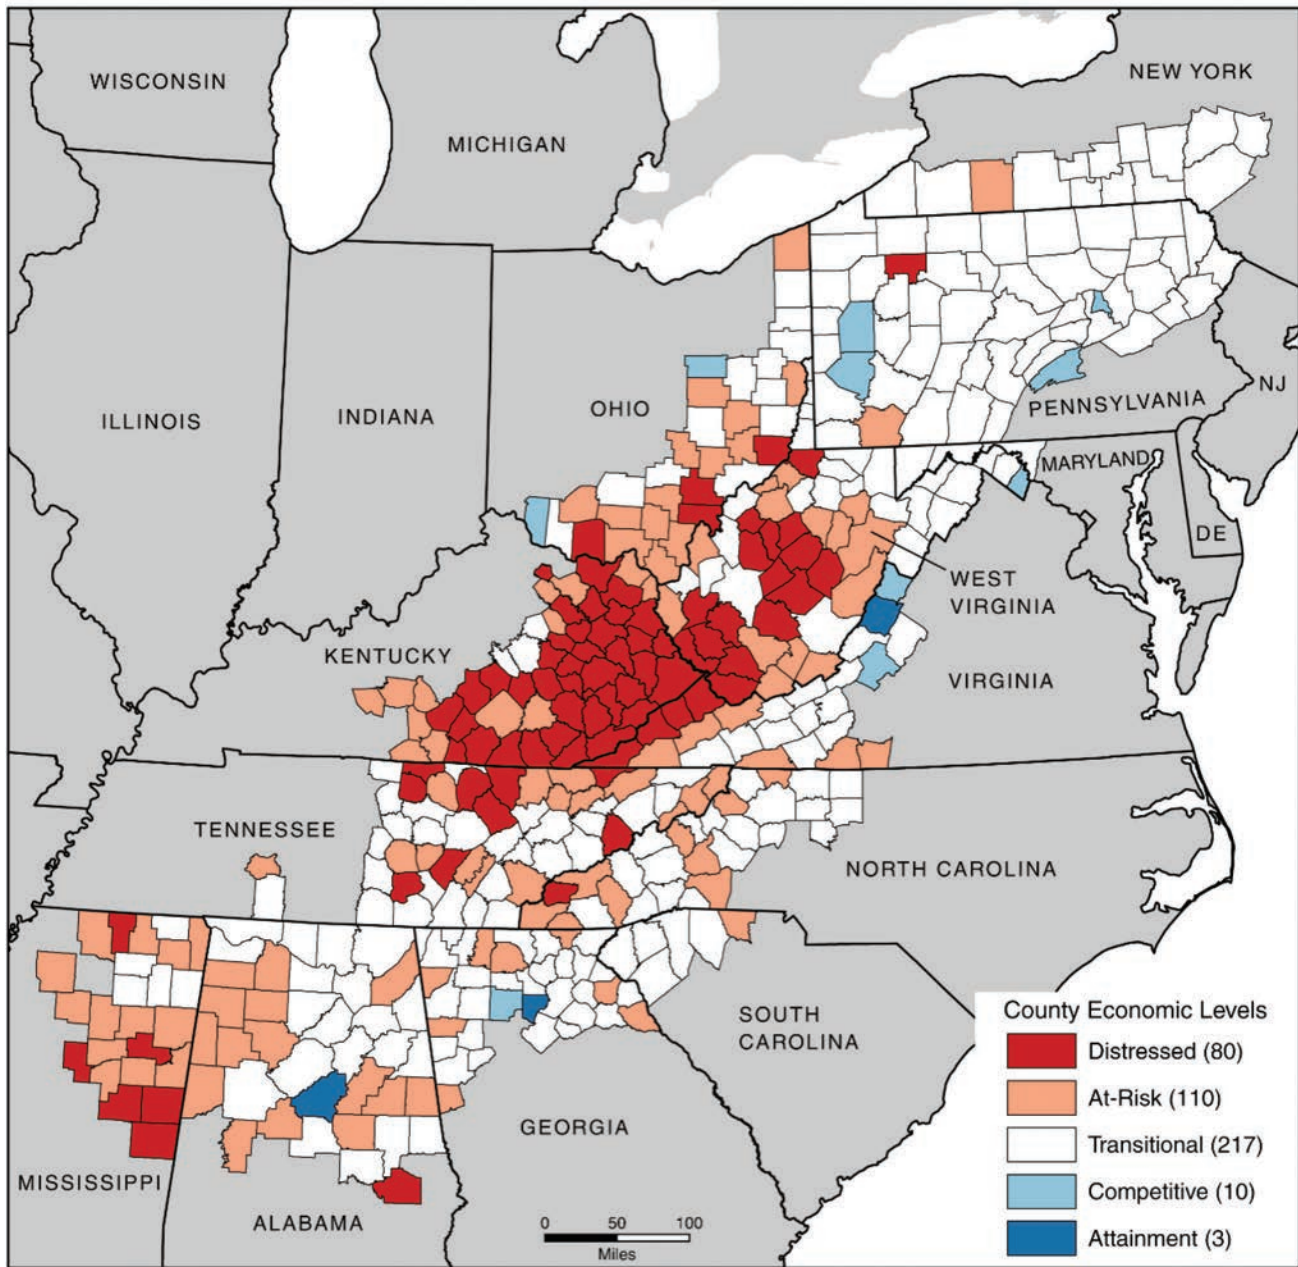 WISCONSIN
MICHIGAN
NEW YORK
ILLINOIS
INDIANA
OHIO
PENNSYLVANIA
NJ
MARYLAND
DE
WEST
VIRGINIA
KENTUCKY
VIRGINIA
TENNESSEE
NORTH CAROLINA
SOUTH
CAROLINA
GEORGIA
MISSISSIPPI
ALABAMA
0 50 100
Miles
County Economic Levels
Distressed (80)
At-Risk (110)
Transitional (217)
Competitive (10)
Attainment (3)